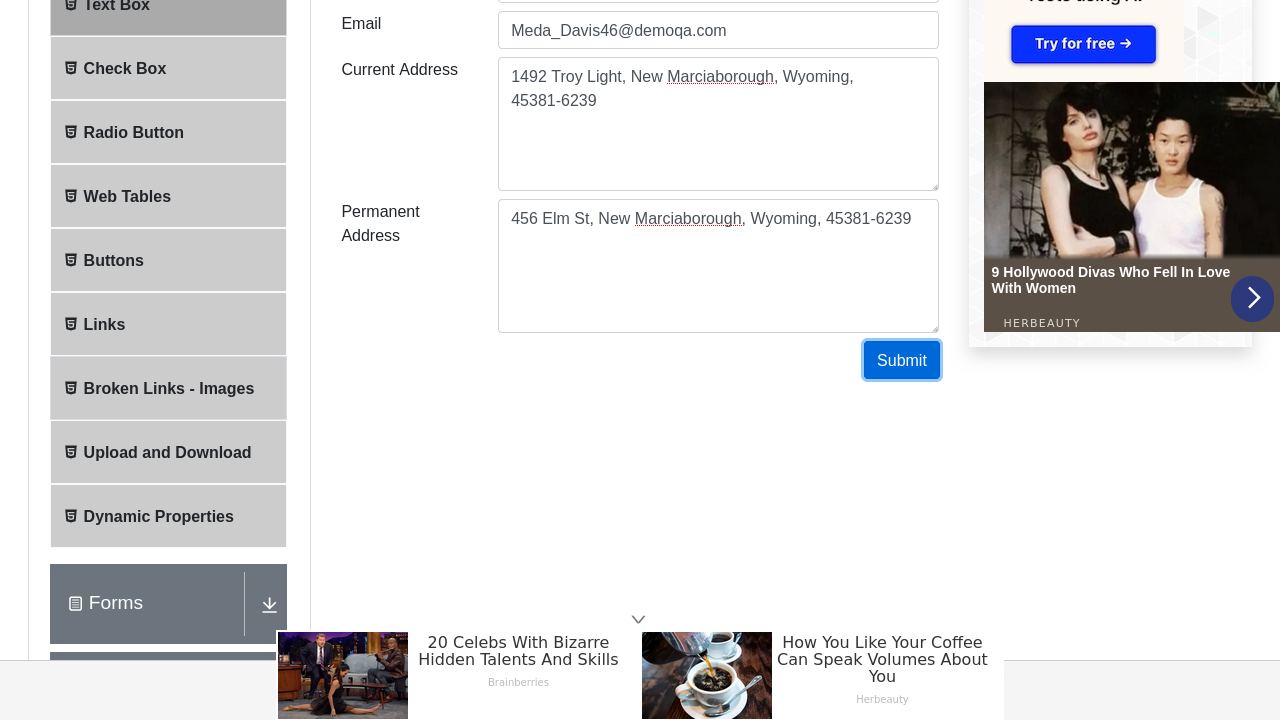 Text Box
Check Box
Radio Button
Web Tables
Buttons
Links
Broken Links - Images
Upload and Download
Dynamic Properties
Forms
Email
Meda_Davis46@demoqa.com
Current Address
1492 Troy Light, New Marciaborough, Wyoming,
45381-6239
Permanent
Address
456 Elm St, New Marciaborough, Wyoming, 45381-6239
Submit
Try for free →
9 Hollywood Divas Who Fell In Love
With Women
HERBEAUTY
20 Celebs With Bizarre
Hidden Talents And Skills
Brainberries
How You Like Your Coffee
Can Speak Volumes About
You
Herbeauty